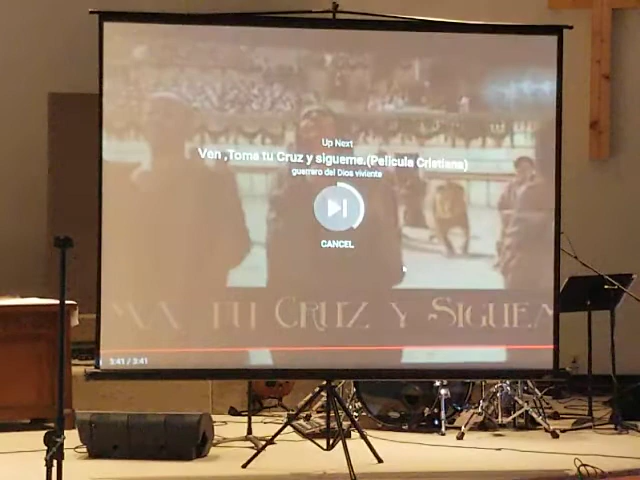 Up Next
Ven ,Toma tu Cruz y sigueme.(Pelicula Cristiana)
guerrero del Dios viviente
CANCEL
TU CRUZ Y SIGUEM
3:41 / 3:41